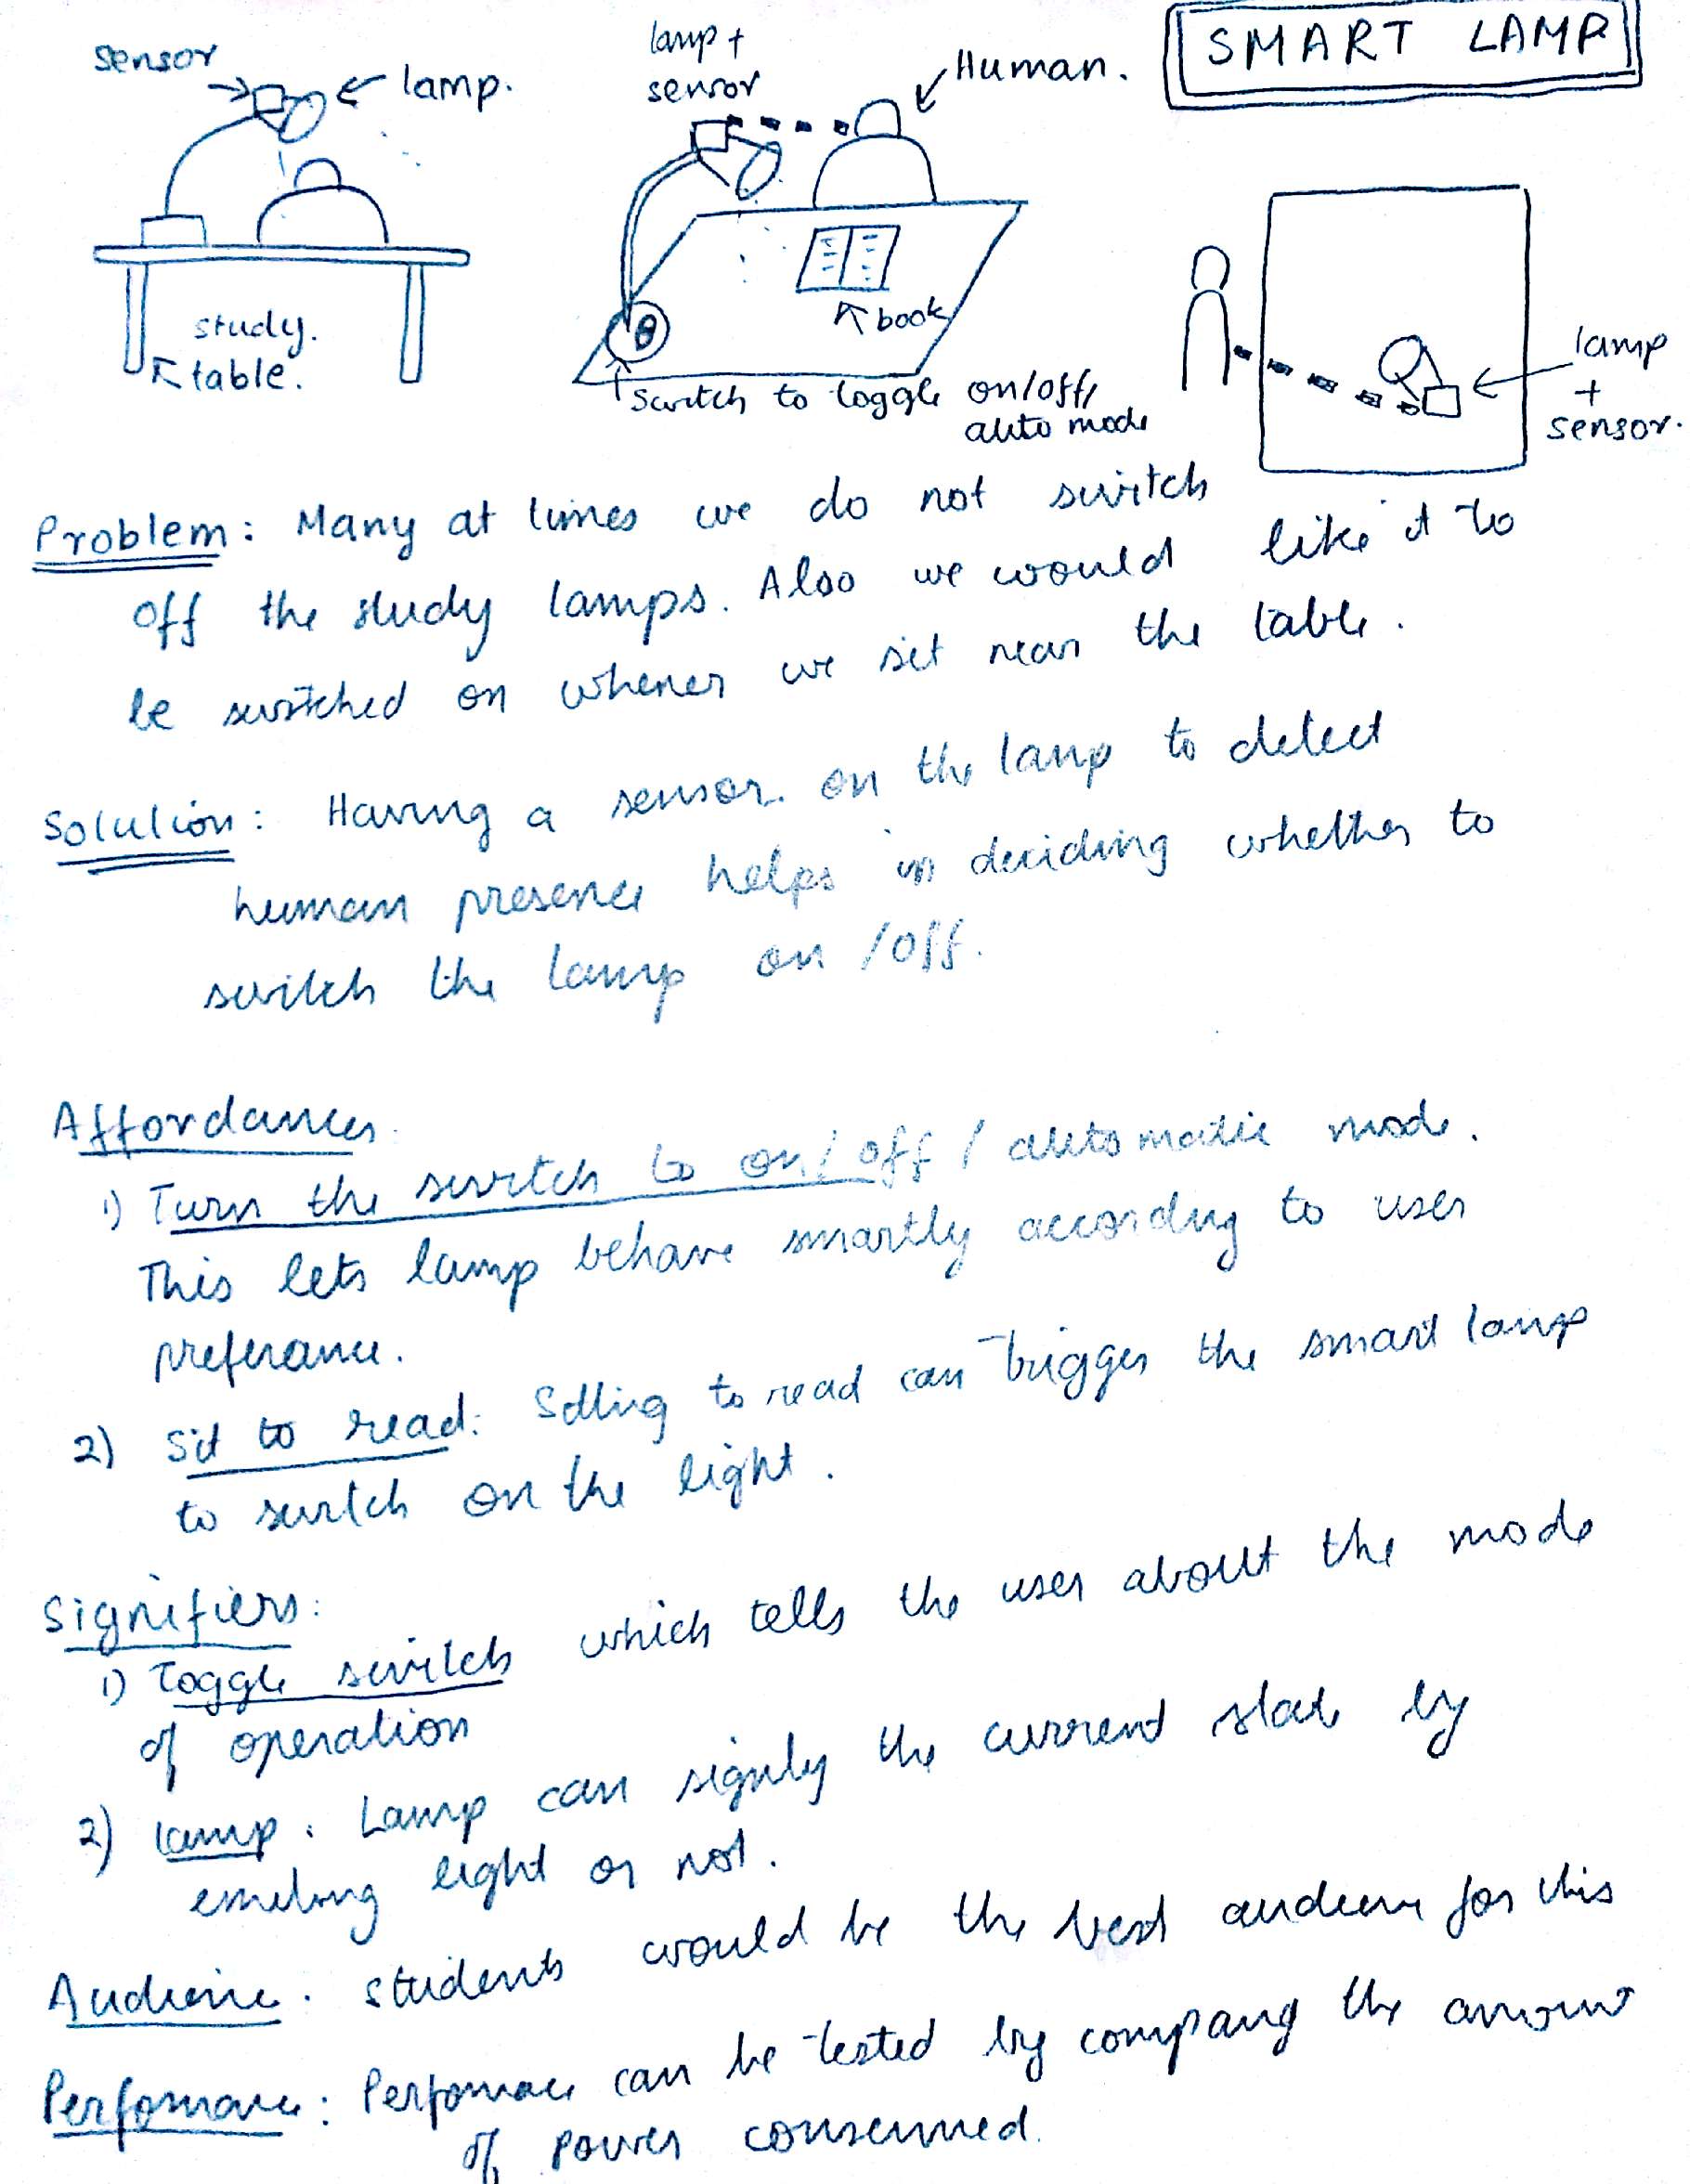 SMART LAMP
sensor
lamp.
study.
table.
lamp +
sensor
Human.
book
switch to toggle on/off/
auto mode
lamp
+
sensor.
Problem: Many at times we do not switch
off the study lamps. Also we would like it to
be switched on whener we sit near the table.
Solution: Having a sensor on the lamp to detect
human presence helps in deciding whether to
switch the lamp on /off.
Affordances
1) Turn the switch to on/off / automatic mode.
This lets lamp behave smartly according to user
preferance.
2) Sit to read: Sitting to read can trigger the smart lamp
to switch on the light.
Signifiers:
1) Toggle switch which tells the user about the mode
of operation
2) Lamp: Lamp can signify the current state by
emitting light or not.
Audience: students would be the best audience for this
Perfomance: Perfomace can be tested by comparing the amount
of power consumed.